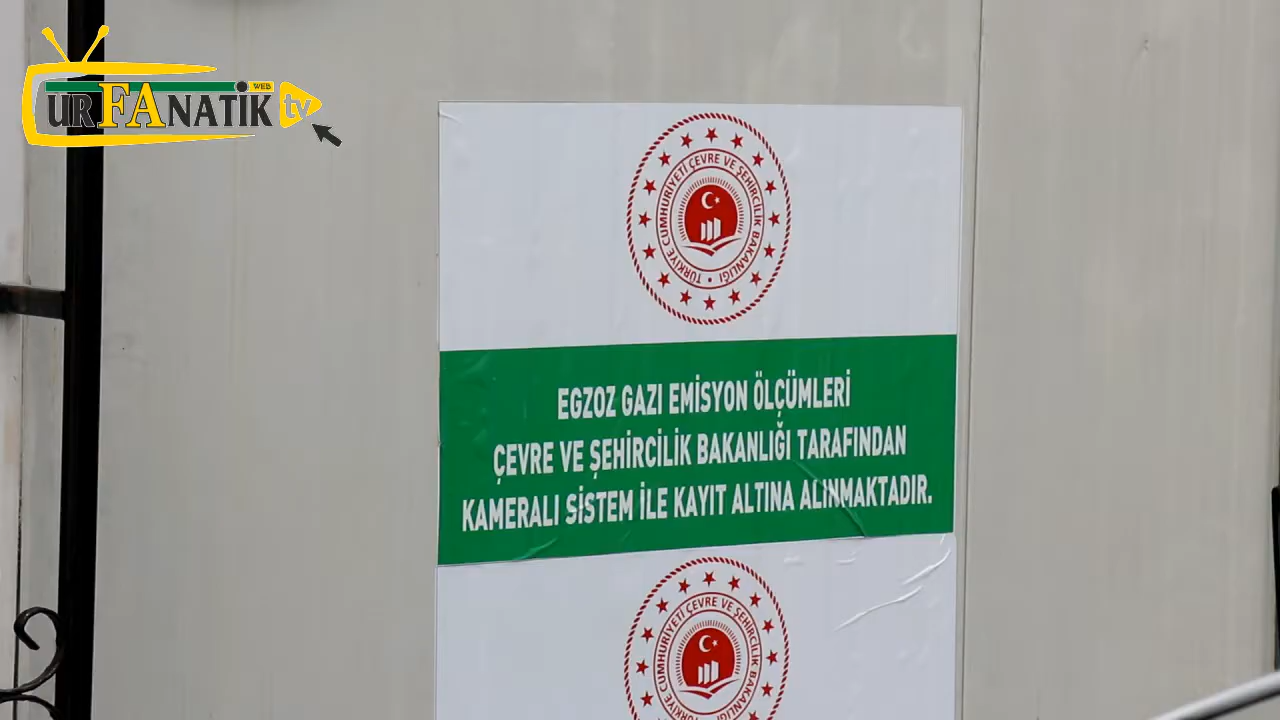 WEB
URFANATİK tv
TÜRKİYE CUMHURİYETİ ÇEVRE VE ŞEHİRCİLİK BAKANLIĞI
EGZOZ GAZI EMİSYON ÖLÇÜMLERİ
ÇEVRE VE ŞEHİRCİLİK BAKANLIĞI TARAFINDAN
KAMERALI SİSTEM İLE KAYIT ALTINA ALINMAKTADIR.
TÜRKİYE CUMHURİYETİ ÇEVRE VE ŞEHİRCİLİK BAKANLIĞI